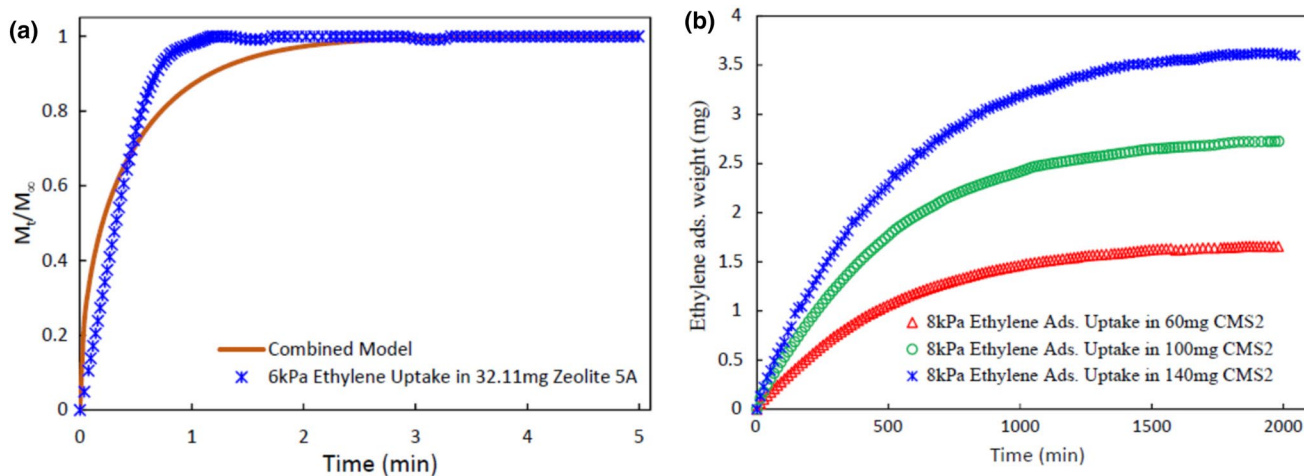 (a)
1
0.8
0.6
0.4
0.2
0
Mt/M∞
Combined Model
6kPa Ethylene Uptake in 32.11mg Zeolite 5A
0 1 2 3 4 5
Time (min)
(b)
4
3.5
3
2.5
2
1.5
1
0.5
0
Ethylene ads. weight (mg)
8kPa Ethylene Ads. Uptake in 60mg CMS2
8kPa Ethylene Ads. Uptake in 100mg CMS2
8kPa Ethylene Ads. Uptake in 140mg CMS2
0 500 1000 1500 2000
Time (min)